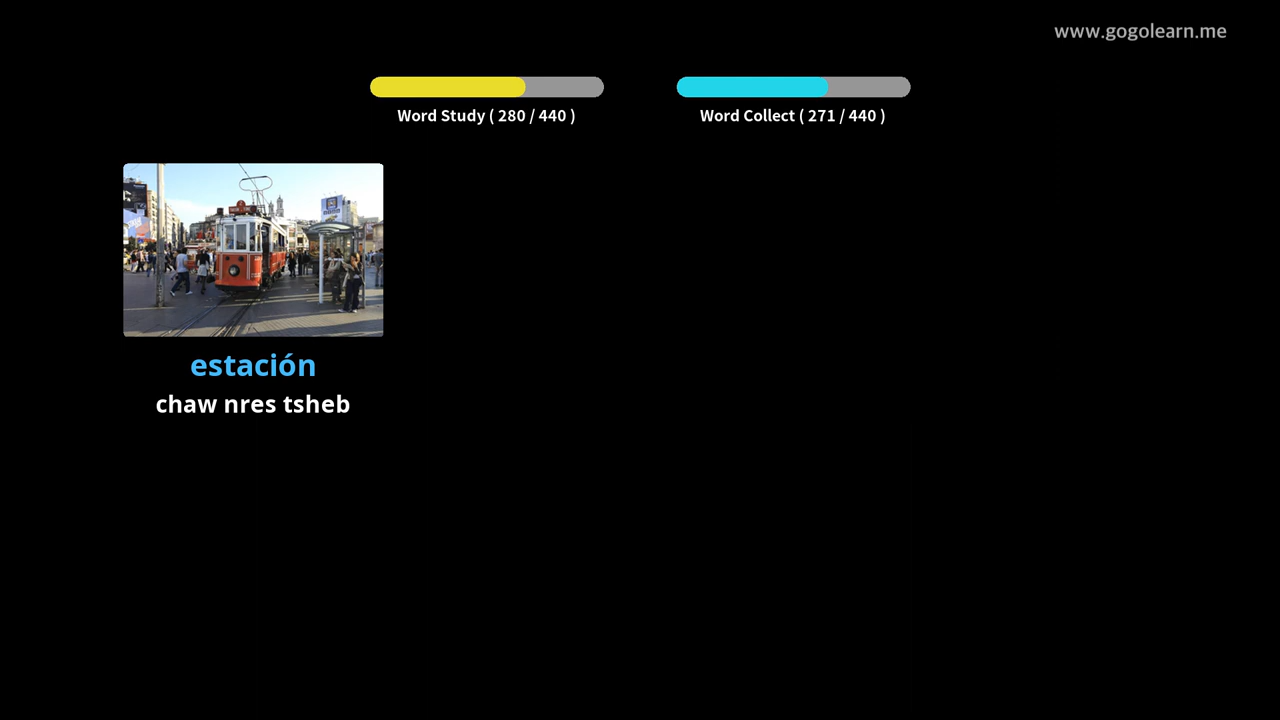 www.gogolearn.me
Word Study ( 280 / 440 )
Word Collect ( 271 / 440 )
estación
chaw nres tsheb